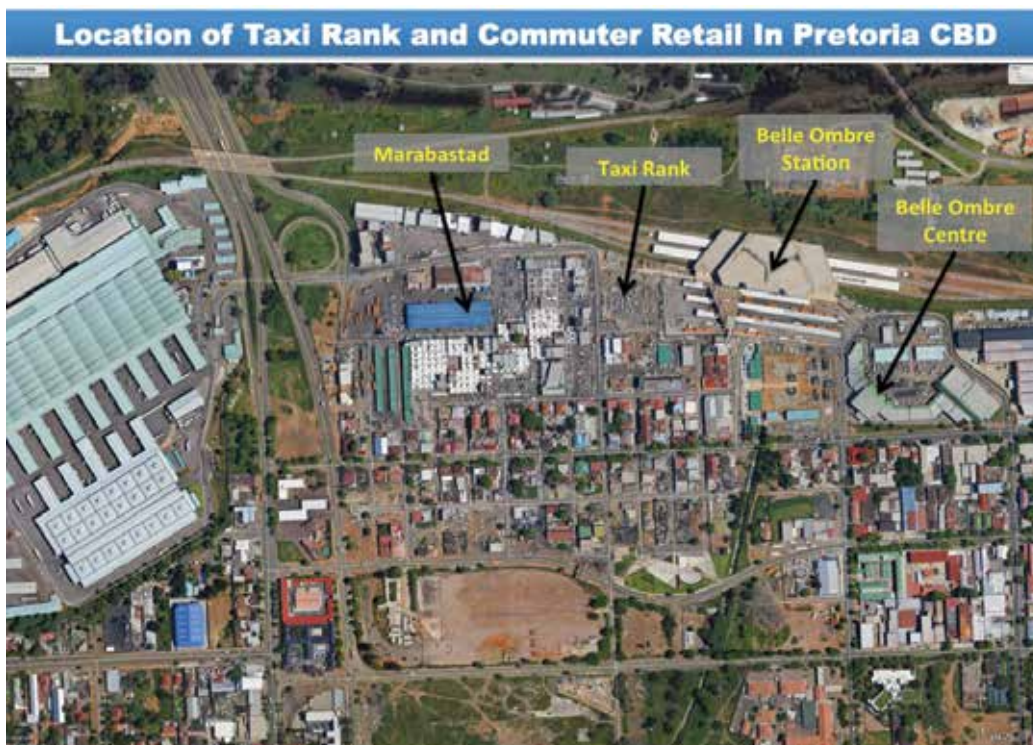 Location of Taxi Rank and Commuter Retail In Pretoria CBD
Marabastad
Taxi Rank
Belle Ombre
Station
Belle Ombre
Centre